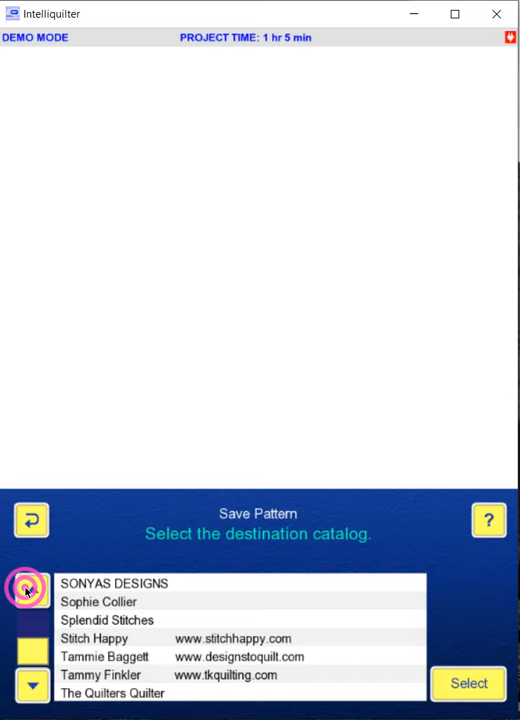 Intelliquilter
DEMO MODE PROJECT TIME: 1 hr 5 min
Save Pattern
?
Select the destination catalog.
SONYAS DESIGNS
Sophie Collier
Splendid Stitches
Stitch Happy www.stitchhappy.com
Tammie Baggett www.designstoquilt.com
Tammy Finkler www.tkquilting.com
The Quilters Quilter
Select